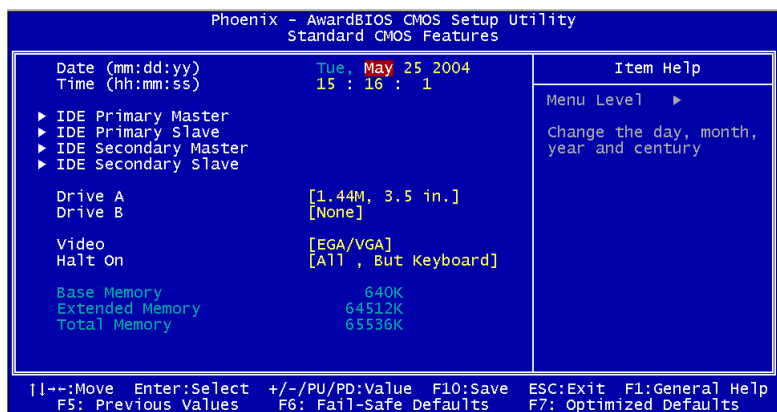 Phoenix - AwardBIOS CMOS Setup Utility
Standard CMOS Features
Date (mm:dd:yy) Tue, May 25 2004
Time (hh:mm:ss) 15 : 16 : 1
▶ IDE Primary Master
▶ IDE Primary Slave
▶ IDE Secondary Master
▶ IDE Secondary Slave
Drive A [1.44M, 3.5 in.]
Drive B [None]
Video [EGA/VGA]
Halt On [All , But Keyboard]
Base Memory 640K
Extended Memory 64512K
Total Memory 65536K
Item Help
Menu Level ▶
Change the day, month,
year and century
↑↓→←:Move Enter:Select +/-/PU/PD:Value F10:Save ESC:Exit F1:General Help
F5: Previous Values F6: Fail-Safe Defaults F7: Optimized Defaults